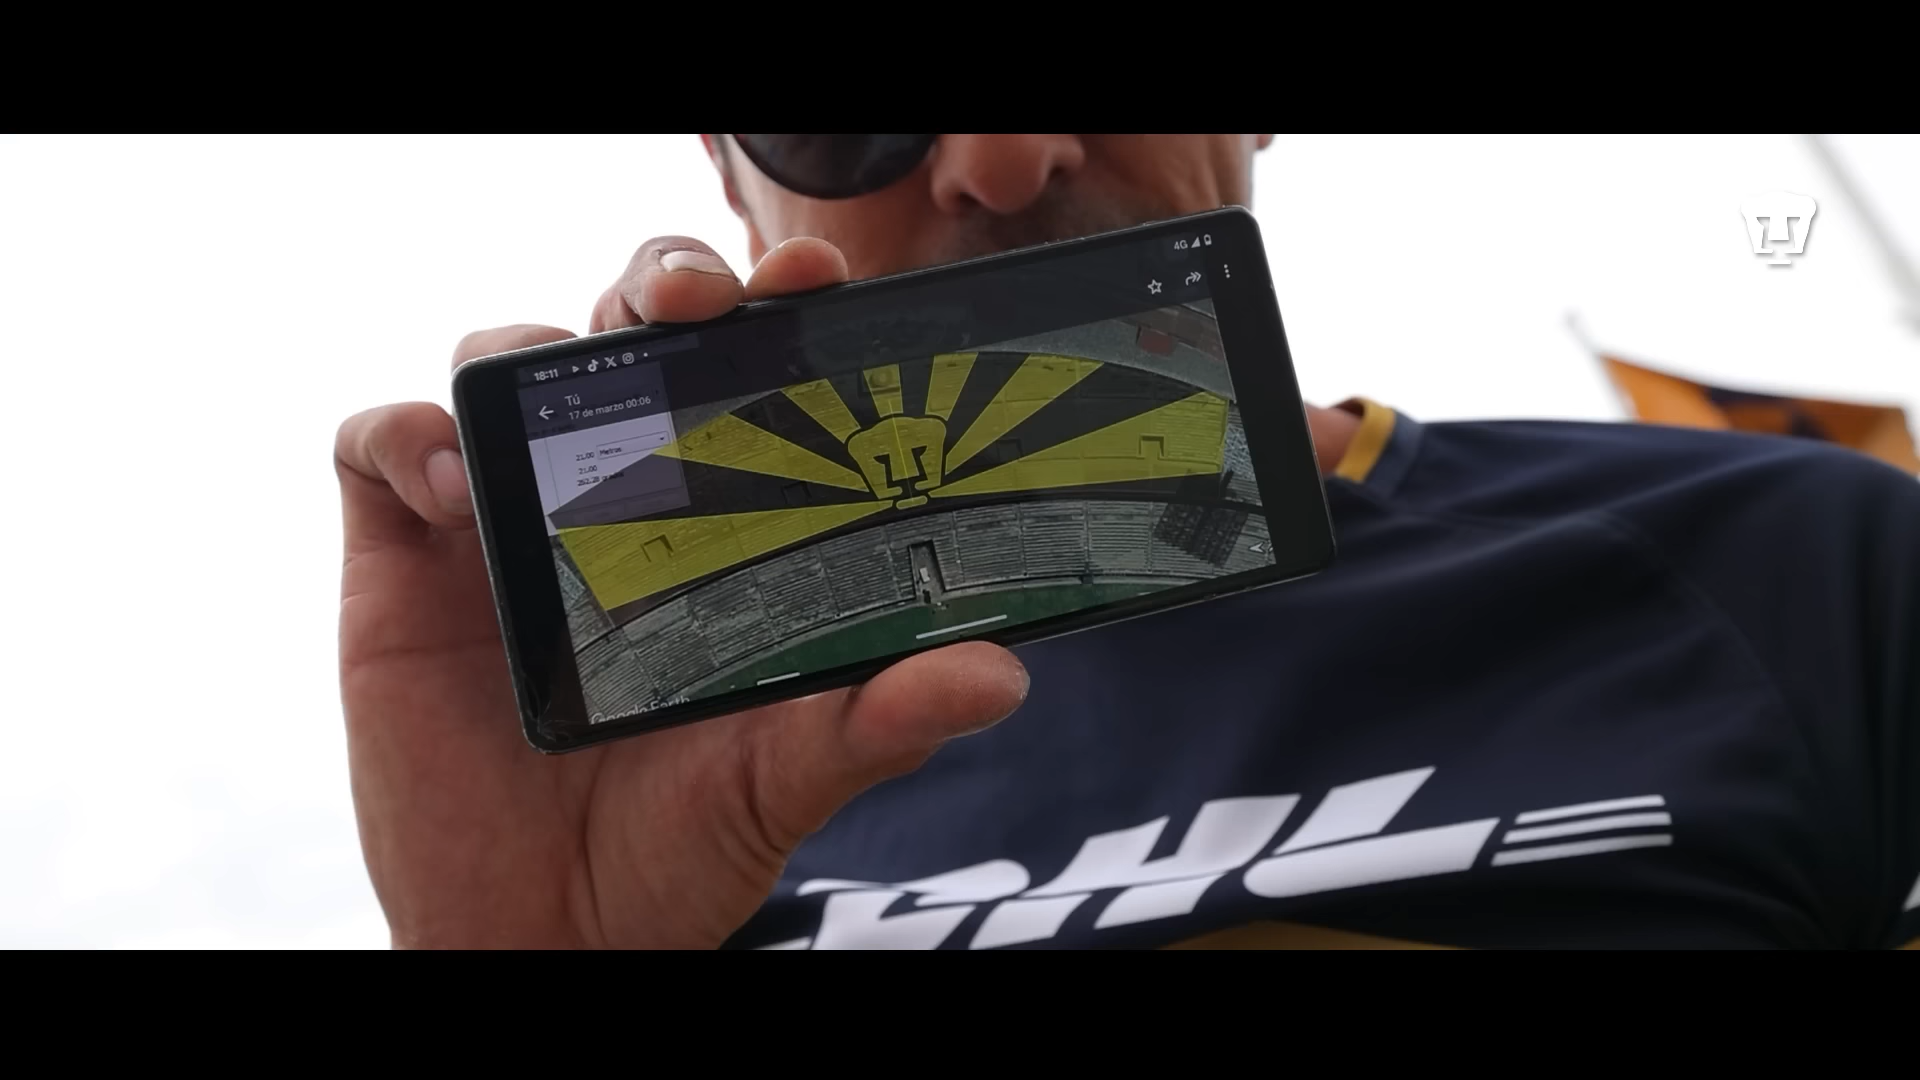 4G
18:11
Tú
17 de marzo 00:06
21.00 Metros
21.00
Google Earth
DHL